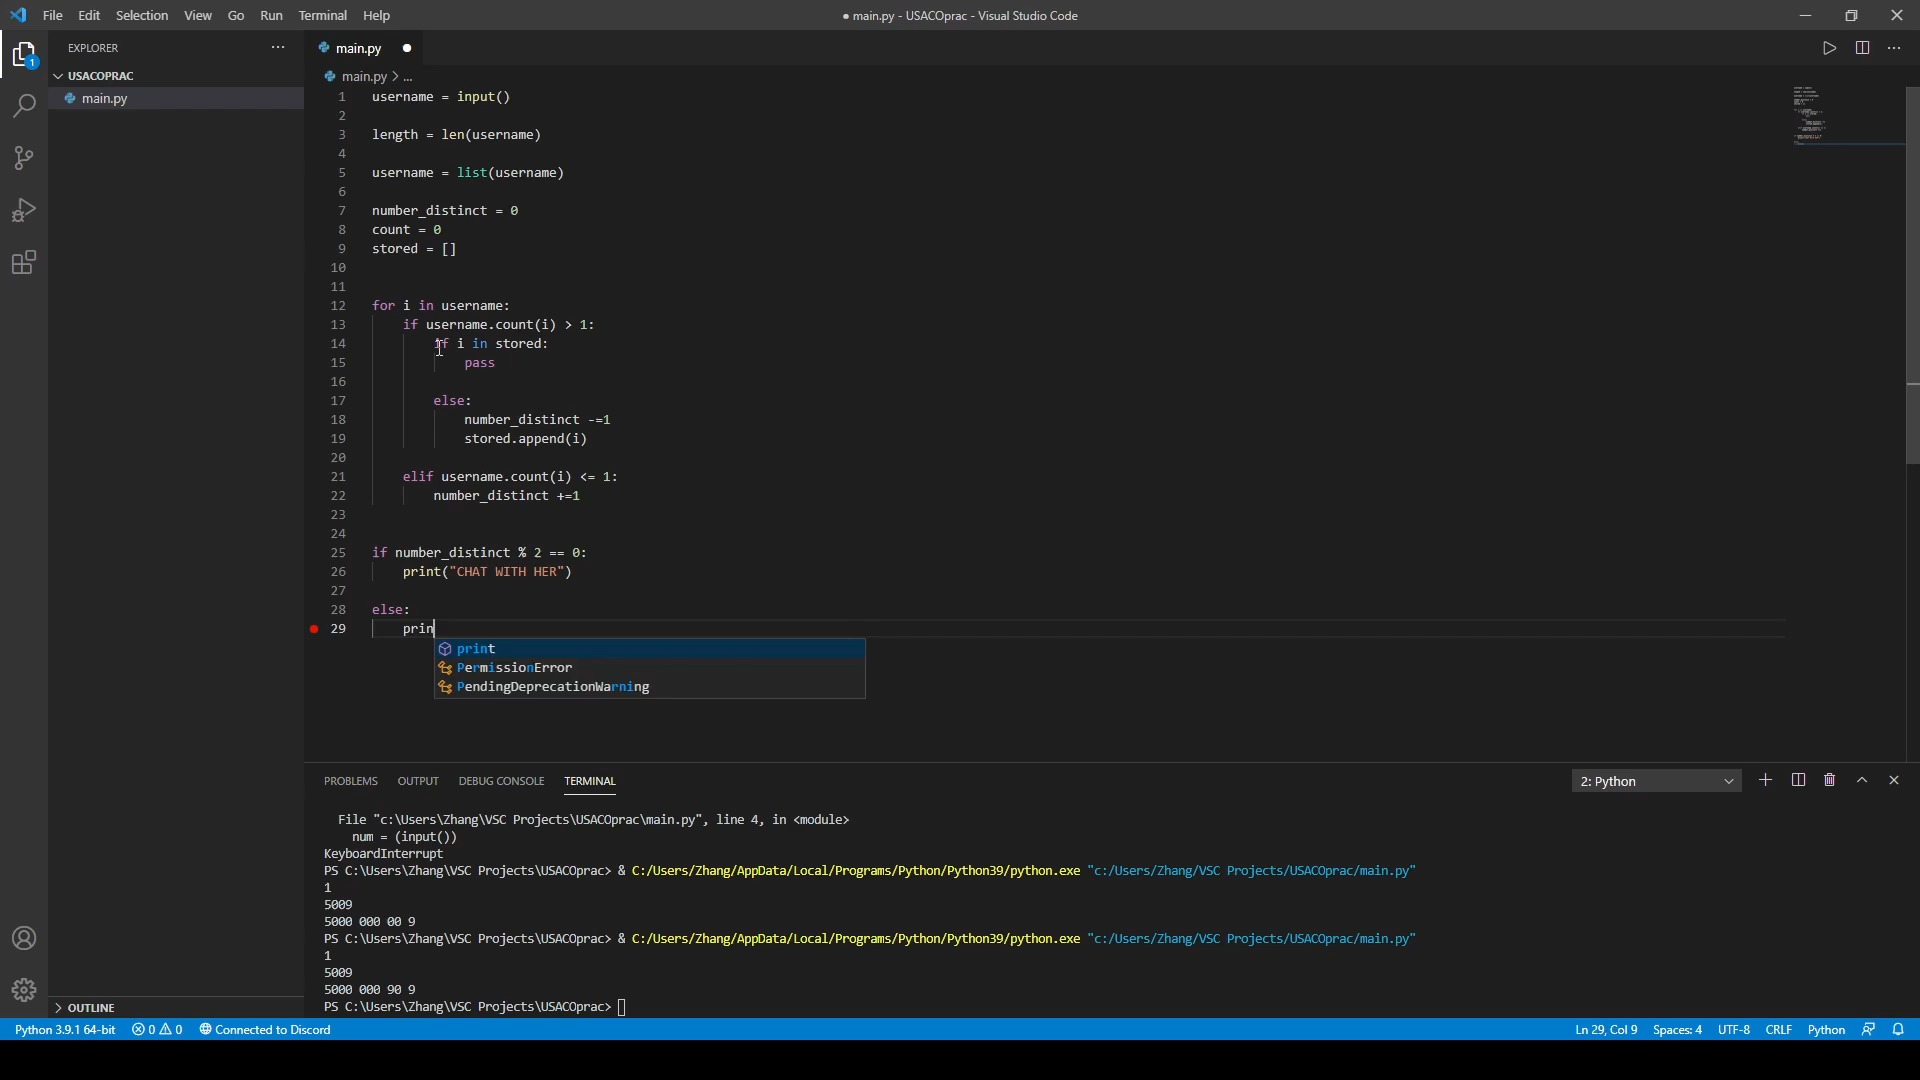 File Edit Selection View Go Run Terminal Help
● main.py - USACOprac - Visual Studio Code
EXPLORER
main.py
1
USACOPRAC
main.py > ...
main.py
1 username = input()
2
3 length = len(username)
4
5 username = list(username)
6
7 number_distinct = 0
8 count = 0
9 stored = []
10
11
12 for i in username:
13 if username.count(i) > 1:
14 if i in stored:
15 pass
16
17 else:
18 number_distinct -=1
19 stored.append(i)
20
21 elif username.count(i) <= 1:
22 number_distinct +=1
23
24
25 if number_distinct % 2 == 0:
26 print("CHAT WITH HER")
27
28 else:
29 prin
print
PermissionError
PendingDeprecationWarning
PROBLEMS OUTPUT DEBUG CONSOLE TERMINAL
2: Python
File "c:\Users\Zhang\VSC Projects\USACOprac\main.py", line 4, in <module>
num = (input())
KeyboardInterrupt
PS C:\Users\Zhang\VSC Projects\USACOprac> & C:/Users/Zhang/AppData/Local/Programs/Python/Python39/python.exe "c:/Users/Zhang/VSC Projects/USACOprac/main.py"
1
5009
5000 000 00 9
PS C:\Users\Zhang\VSC Projects\USACOprac> & C:/Users/Zhang/AppData/Local/Programs/Python/Python39/python.exe "c:/Users/Zhang/VSC Projects/USACOprac/main.py"
1
5009
5000 000 90 9
PS C:\Users\Zhang\VSC Projects\USACOprac>
OUTLINE
Python 3.9.1 64-bit 0 0 Connected to Discord
Ln 29, Col 9 Spaces: 4 UTF-8 CRLF Python